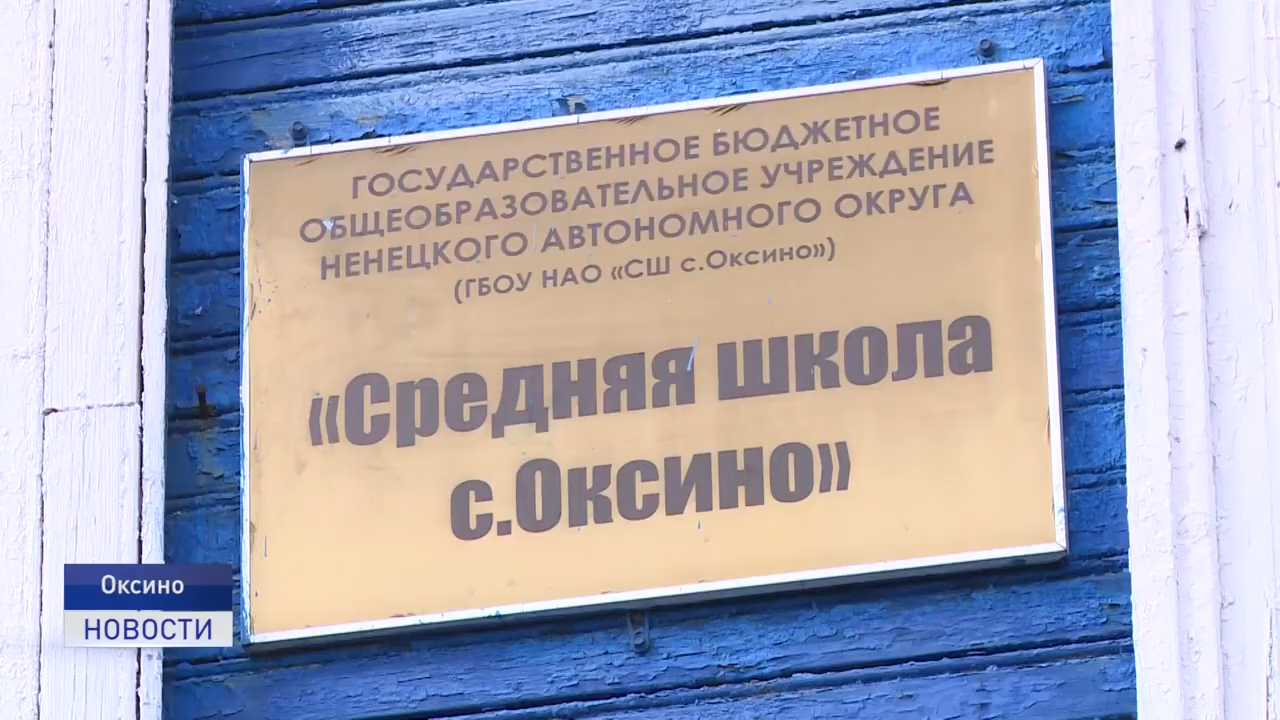 ГОСУДАРСТВЕННОЕ БЮДЖЕТНОЕ
ОБЩЕОБРАЗОВАТЕЛЬНОЕ УЧРЕЖДЕНИЕ
НЕНЕЦКОГО АВТОНОМНОГО ОКРУГА
(ГБОУ НАО «СШ с.Оксино»)
«Средняя школа
с.Оксино»
Оксино
НОВОСТИ